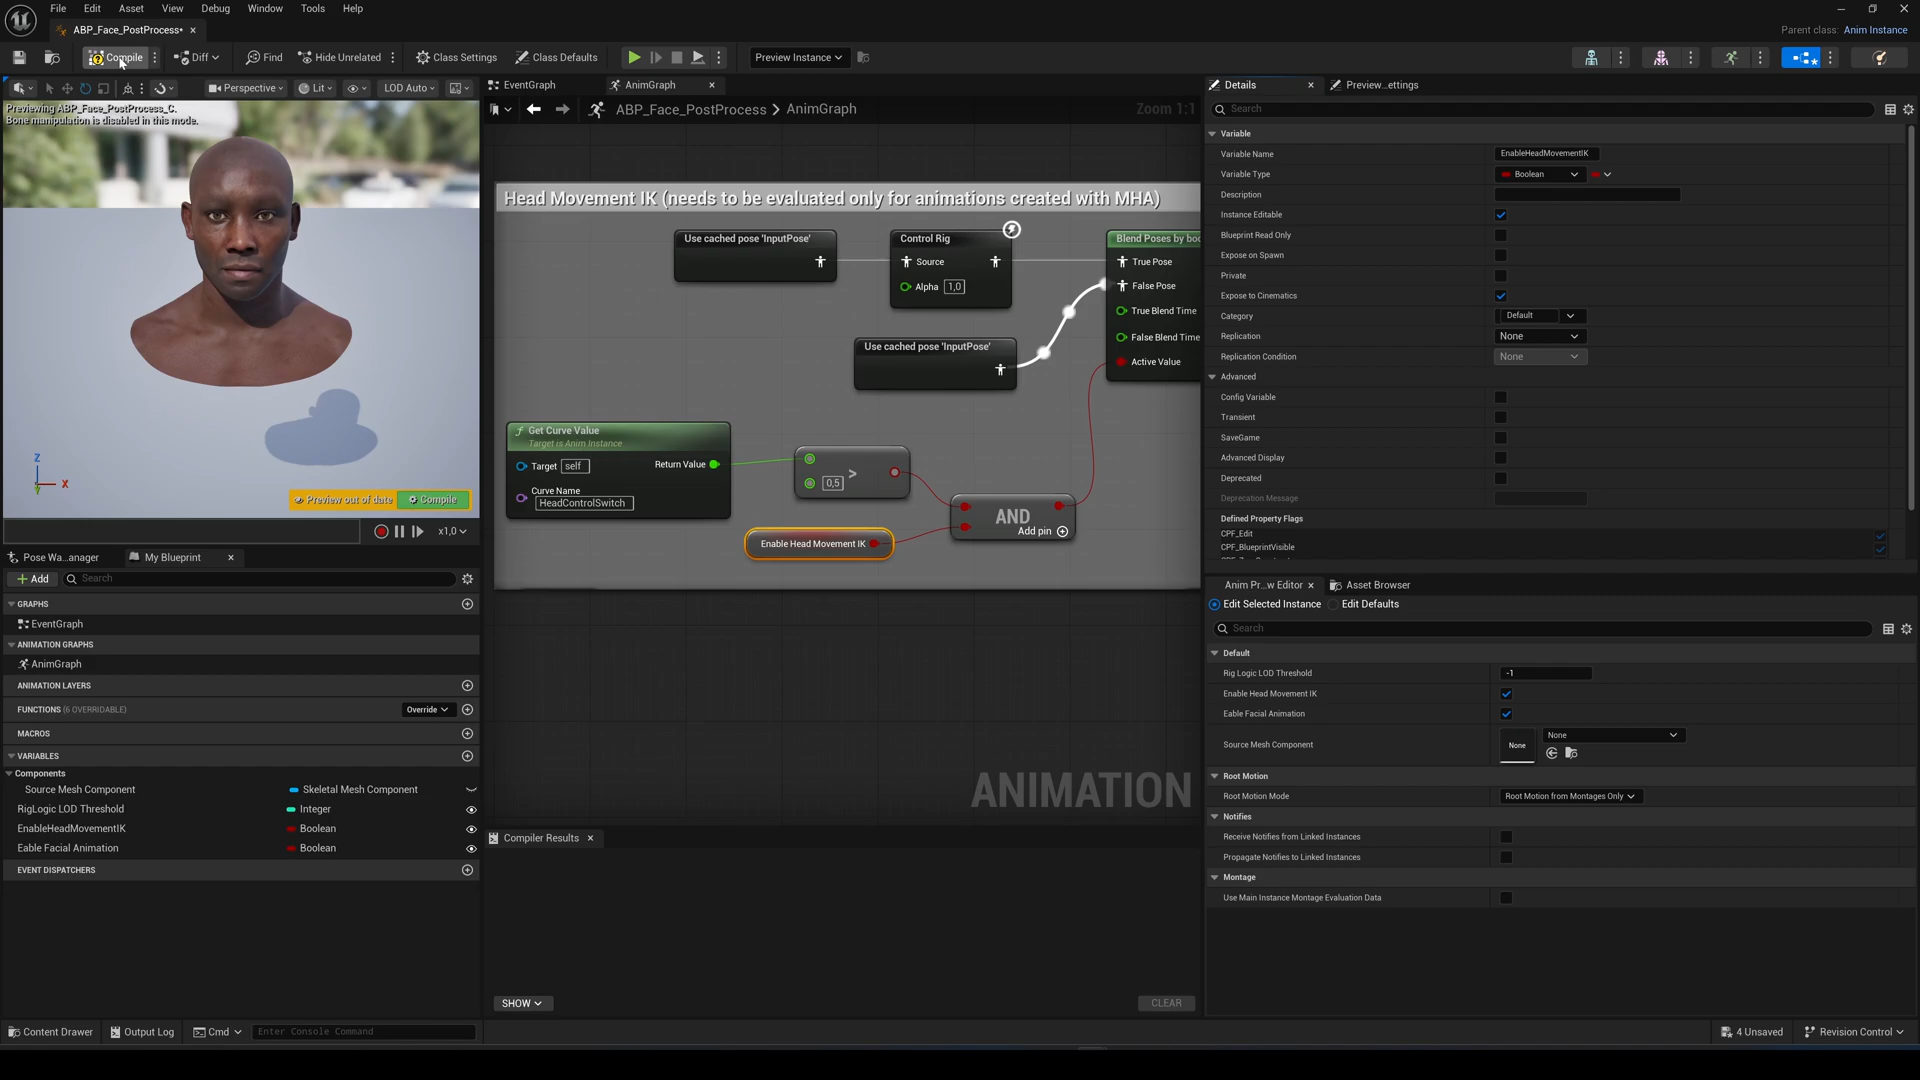 File Edit Asset View Debug Window Tools Help
ABP_Face_PostProcess*
Parent class: Anim Instance
Compile
Diff
Find
Hide Unrelated
Class Settings
Class Defaults
Preview Instance
Perspective
Lit
LOD Auto
Previewing ABP_Face_PostProcess_C.
Bone manipulation is disabled in this mode.
Z
X
Preview out of date
Compile
x1,0
Pose Wa...anager
My Blueprint
Add
Search
GRAPHS
EventGraph
ANIMATION GRAPHS
AnimGraph
ANIMATION LAYERS
FUNCTIONS (6 OVERRIDABLE)
Override
MACROS
VARIABLES
Components
Source Mesh Component Skeletal Mesh Component
RigLogic LOD Threshold Integer
EnableHeadMovementIK Boolean
Eable Facial Animation Boolean
EVENT DISPATCHERS
EventGraph
AnimGraph
ABP_Face_PostProcess > AnimGraph
Zoom 1:1
Head Movement IK (needs to be evaluated only for animations created with MHA)
Use cached pose 'InputPose'
Control Rig
Source
Alpha 1,0
Blend Poses by boo
True Pose
False Pose
True Blend Time
False Blend Time
Active Value
Use cached pose 'InputPose'
Get Curve Value
Target is Anim Instance
Target self
Return Value
Curve Name
HeadControlSwitch
>
0,5
AND
Add pin
Enable Head Movement IK
ANIMATION
Compiler Results
SHOW
CLEAR
Details
Preview...ettings
Search
Variable
Variable Name EnableHeadMovementIK
Variable Type Boolean
Description
Instance Editable
Blueprint Read Only
Expose on Spawn
Private
Expose to Cinematics
Category Default
Replication None
Replication Condition None
Advanced
Config Variable
Transient
SaveGame
Advanced Display
Deprecated
Deprecation Message
Defined Property Flags
CPF_Edit
CPF_BlueprintVisible
Anim Pr...w Editor
Asset Browser
Edit Selected Instance
Edit Defaults
Search
Default
Rig Logic LOD Threshold -1
Enable Head Movement IK
Eable Facial Animation
Source Mesh Component None None
Root Motion
Root Motion Mode Root Motion from Montages Only
Notifies
Receive Notifies from Linked Instances
Propagate Notifies to Linked Instances
Montage
Use Main Instance Montage Evaluation Data
Content Drawer
Output Log
Cmd
Enter Console Command
4 Unsaved
Revision Control